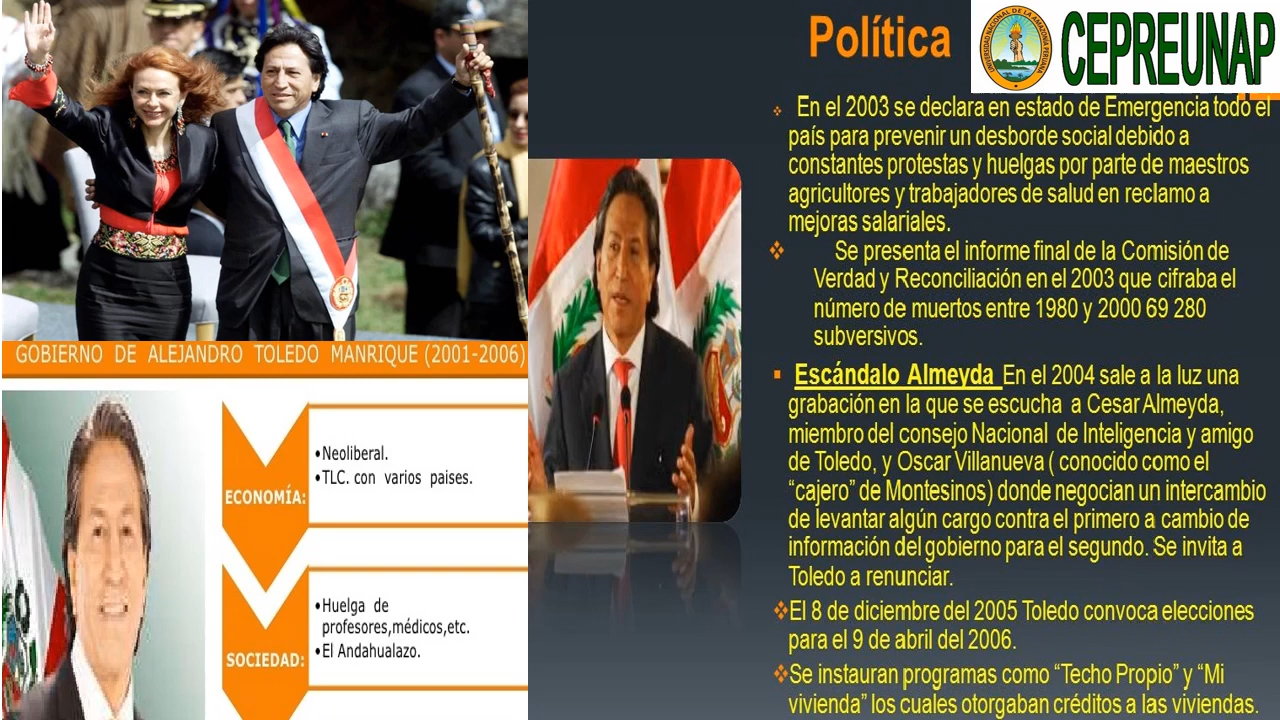 GOBIERNO DE ALEJANDRO TOLEDO MANRIQUE (2001-2006)
ECONOMÍA:
•Neoliberal.
•TLC. con varios paises.
SOCIEDAD:
•Huelga de
profesores,médicos,etc.
•El Andahualazo.
Política
UNIVERSIDAD NACIONAL DE LA AMAZONIA PERUANA
CEPREUNAP
❖ En el 2003 se declara en estado de Emergencia todo el
país para prevenir un desborde social debido a
constantes protestas y huelgas por parte de maestros
agricultores y trabajadores de salud en reclamo a
mejoras salariales.
❖ Se presenta el informe final de la Comisión de
Verdad y Reconciliación en el 2003 que cifraba el
número de muertos entre 1980 y 2000 69 280
subversivos.
▪ Escándalo Almeyda En el 2004 sale a la luz una
grabación en la que se escucha a Cesar Almeyda,
miembro del consejo Nacional de Inteligencia y amigo
de Toledo, y Oscar Villanueva ( conocido como el
“cajero” de Montesinos) donde negocian un intercambio
de levantar algún cargo contra el primero a cambio de
información del gobierno para el segundo. Se invita a
Toledo a renunciar.
❖El 8 de diciembre del 2005 Toledo convoca elecciones
para el 9 de abril del 2006.
❖Se instauran programas como “Techo Propio” y “Mi
vivienda” los cuales otorgaban créditos a las viviendas.